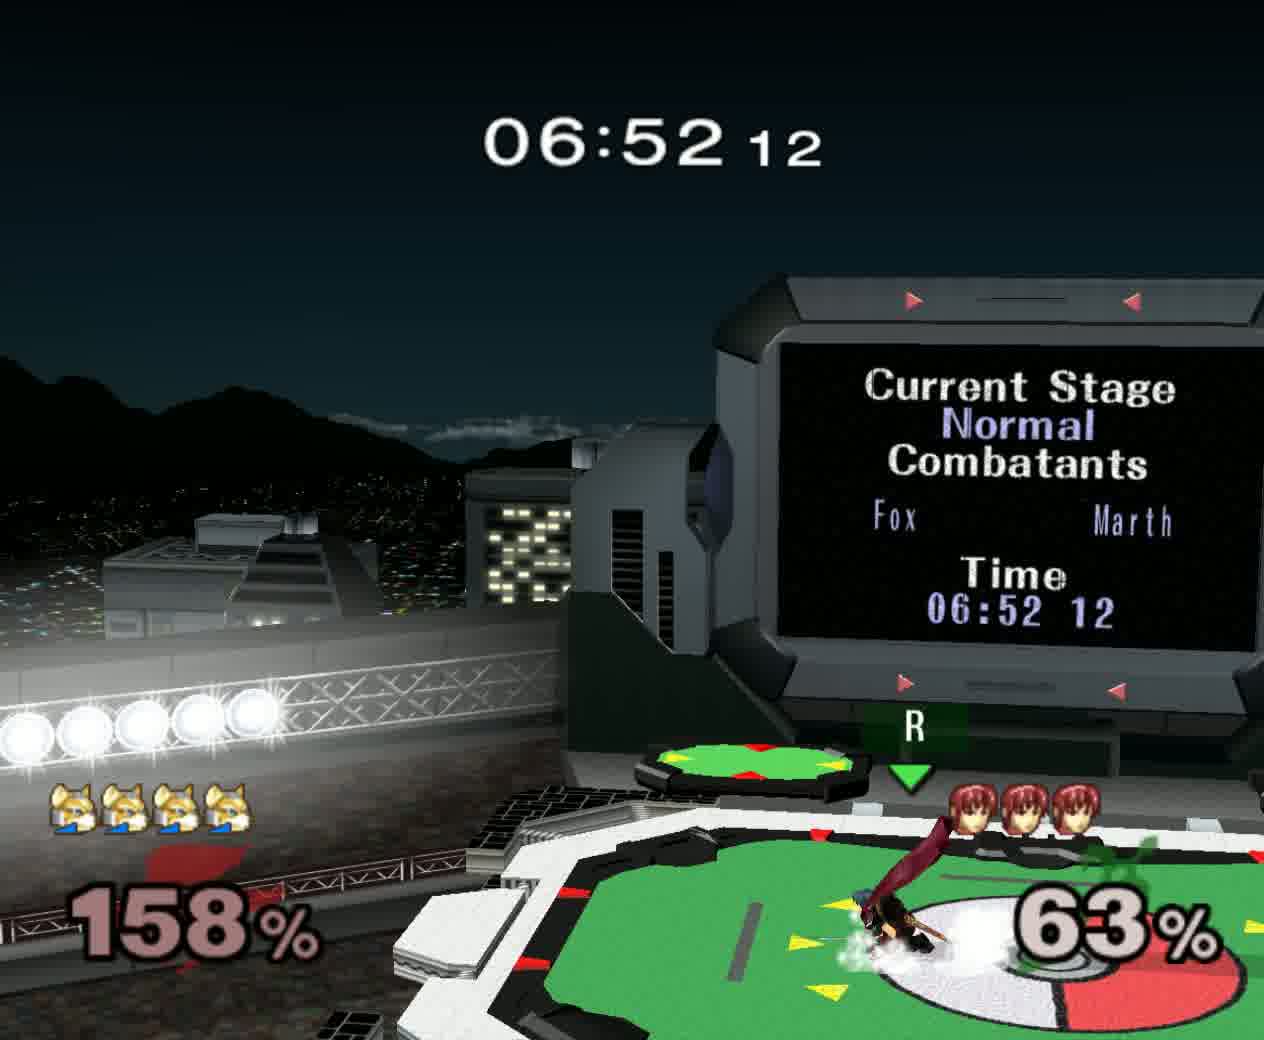 06:52 12
Current Stage
Normal
Combatants
Fox Marth
Time
06:52 12
R
158%
63%